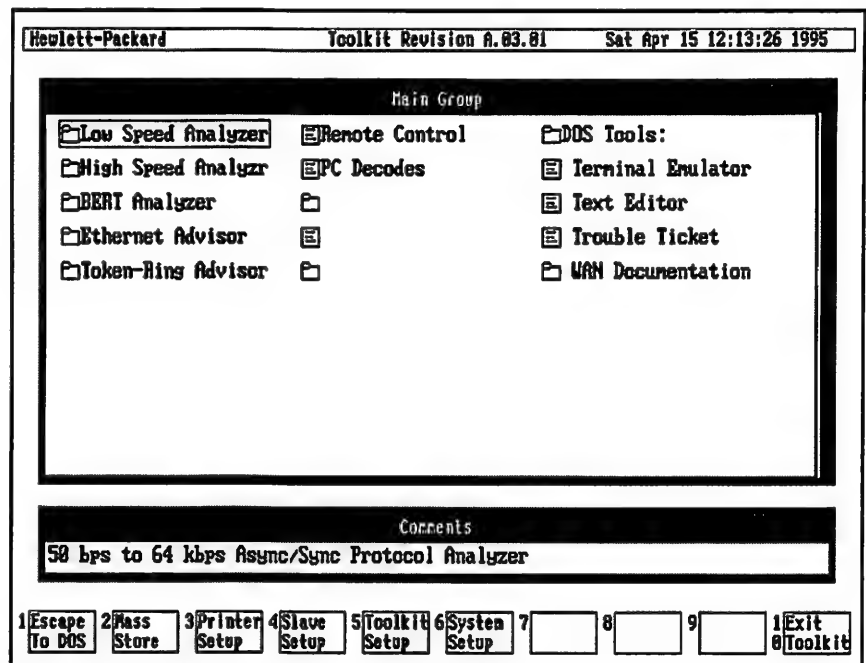 Hewlett-Packard Toolkit Revision A.03.01 Sat Apr 15 12:13:26 1995
Main Group
Low Speed Analyzer Remote Control DOS Tools:
High Speed Analyzr PC Decodes Terminal Emulator
BERT Analyzer Text Editor
Ethernet Advisor Trouble Ticket
Token-Ring Advisor WAN Documentation
Comments
50 bps to 64 kbps Async/Sync Protocol Analyzer
1 Escape 2 Mass 3 Printer 4 Slave 5 Toolkit 6 System 7 8 9 1 Exit
To DOS Store Setup Setup Setup Setup 0 Toolkit